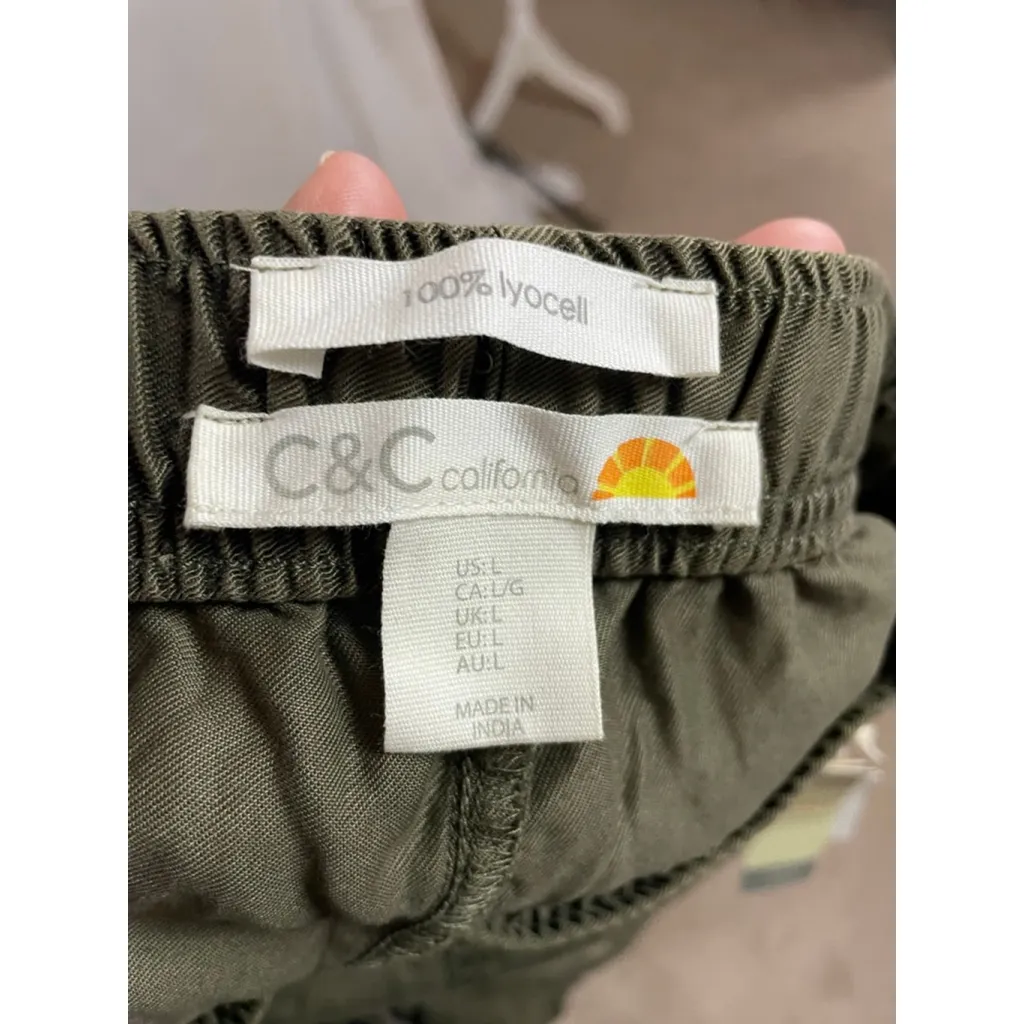 100% lyocell
C&C california
US: L
CA: L/G
UK: L
EU: L
AU: L
MADE IN
INDIA